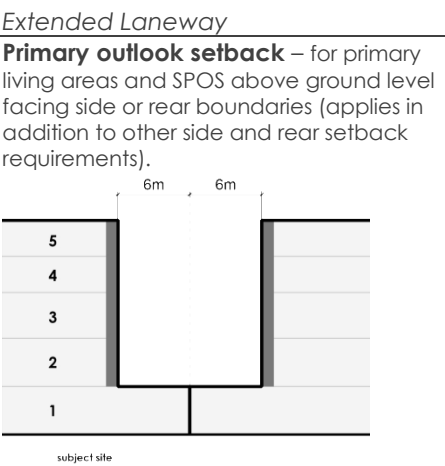 Extended Laneway
Primary outlook setback – for primary
living areas and SPOS above ground level
facing side or rear boundaries (applies in
addition to other side and rear setback
requirements).
6m 6m
5
4
3
2
1
subject site